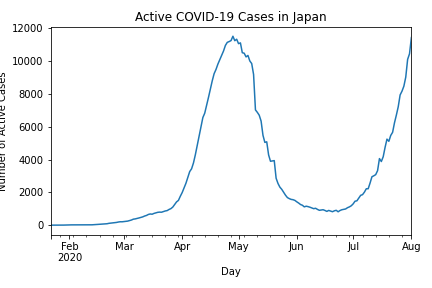 Active COVID-19 Cases in Japan
Number of Active Cases
12000
10000
8000
6000
4000
2000
0
Feb Mar Apr May Jun Jul Aug
2020
Day